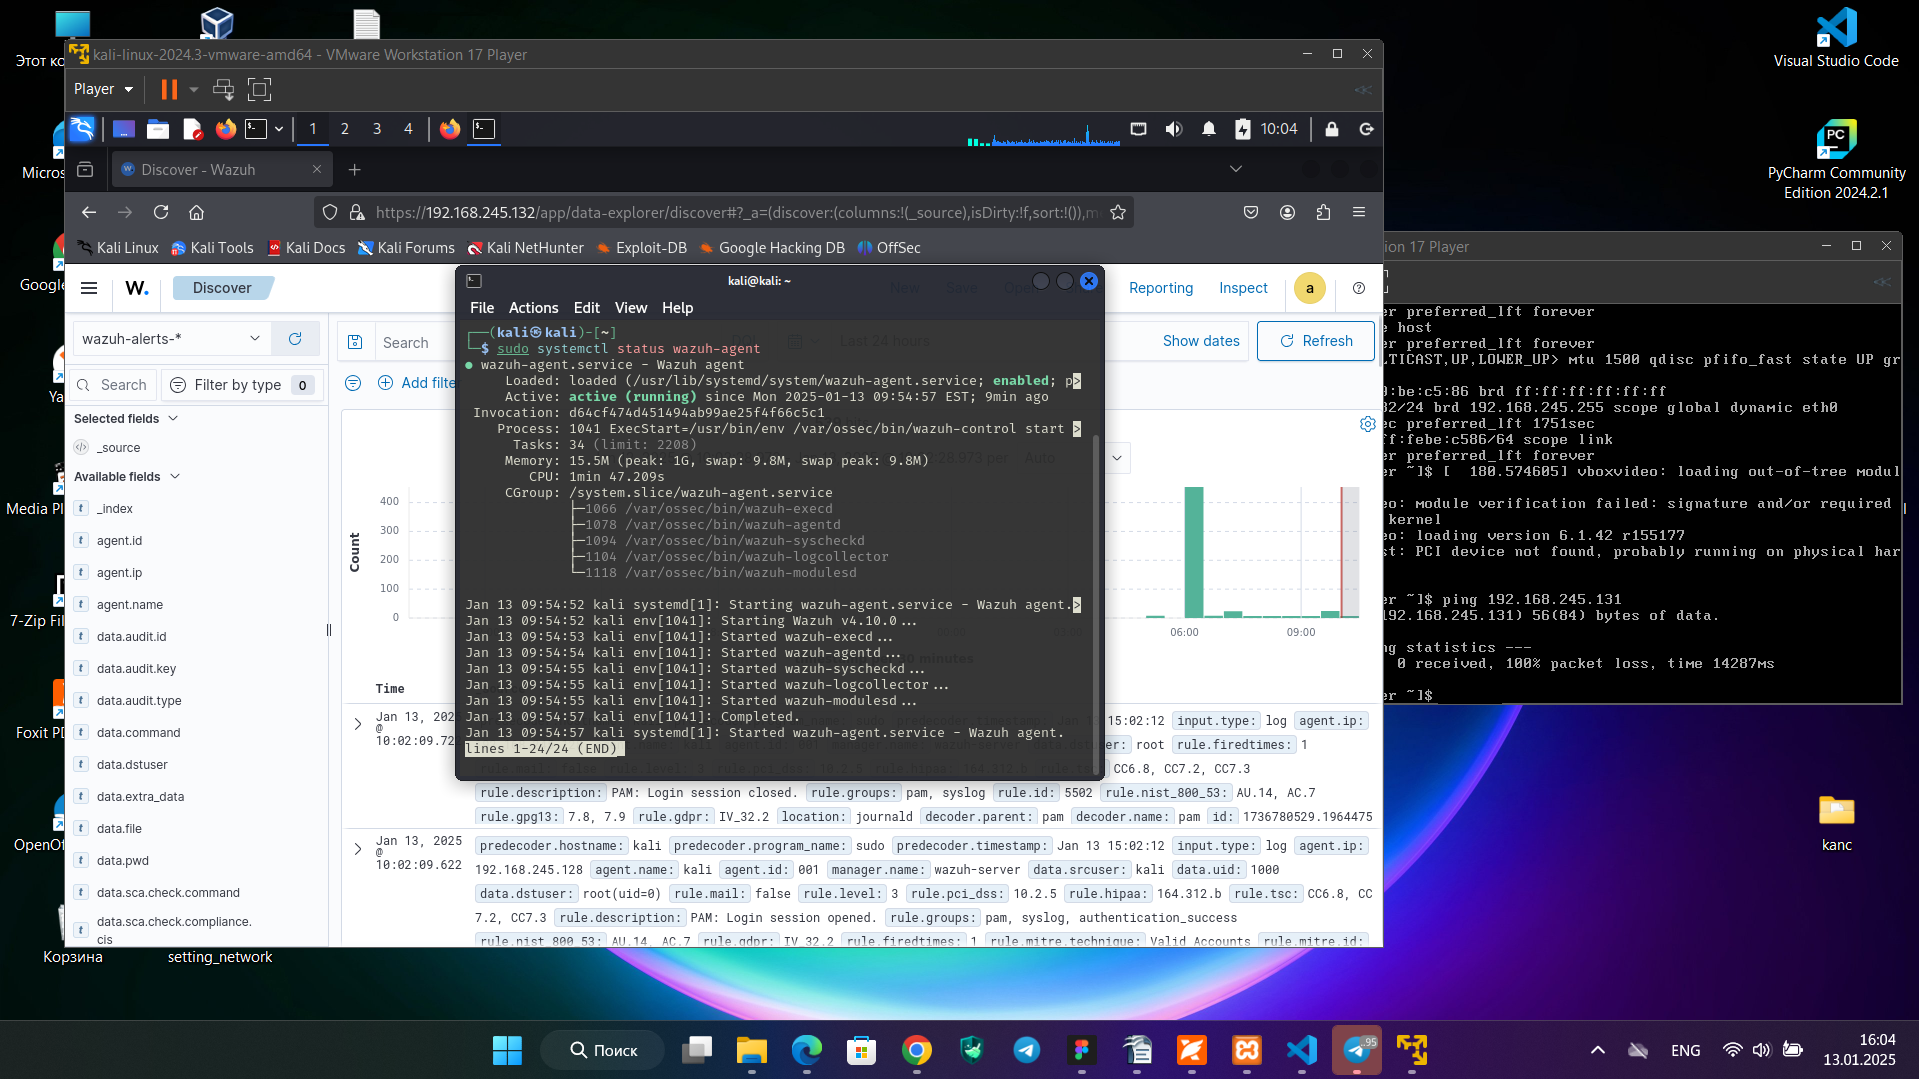 Этот ко
Micros
Google
Ya
Media Pl
7-Zip Fil
Foxit PD
OpenOf
Корзина
setting_network
Visual Studio Code
PyCharm Community
Edition 2024.2.1
kanc
kali-linux-2024.3-vmware-amd64 - VMware Workstation 17 Player
Player
1 2 3 4
10:04
Discover - Wazuh
https://192.168.245.132/app/data-explorer/discover#?_a=(discover:(columns:!(_source),isDirty:!f,sort:!()),m
Kali Linux Kali Tools Kali Docs Kali Forums Kali NetHunter Exploit-DB Google Hacking DB OffSec
W. Discover
New Save Open Reporting Inspect a
wazuh-alerts-*
Search
Last 24 hours
Show dates
Refresh
Search
Filter by type 0
Add filte
Selected fields
_source
Available fields
_index
agent.id
agent.ip
agent.name
data.audit.id
data.audit.key
data.audit.type
data.command
data.dstuser
data.extra_data
data.file
data.pwd
data.sca.check.command
data.sca.check.compliance.
cis
kali@kali: ~
File Actions Edit View Help
┌──(kali㉿kali)-[~]
└─$ sudo systemctl status wazuh-agent
● wazuh-agent.service - Wazuh agent
Loaded: loaded (/usr/lib/systemd/system/wazuh-agent.service; enabled; p>
Active: active (running) since Mon 2025-01-13 09:54:57 EST; 9min ago
Invocation: d64cf474d451494ab99ae25f4f66c5c1
Process: 1041 ExecStart=/usr/bin/env /var/ossec/bin/wazuh-control start >
Tasks: 34 (limit: 2208)
Memory: 15.5M (peak: 1G, swap: 9.8M, swap peak: 9.8M)
CPU: 1min 47.209s
CGroup: /system.slice/wazuh-agent.service
├─1066 /var/ossec/bin/wazuh-execd
├─1078 /var/ossec/bin/wazuh-agentd
├─1094 /var/ossec/bin/wazuh-syscheckd
├─1104 /var/ossec/bin/wazuh-logcollector
└─1118 /var/ossec/bin/wazuh-modulesd
Jan 13 09:54:52 kali systemd[1]: Starting wazuh-agent.service - Wazuh agent.>
Jan 13 09:54:52 kali env[1041]: Starting Wazuh v4.10.0...
Jan 13 09:54:53 kali env[1041]: Started wazuh-execd...
Jan 13 09:54:54 kali env[1041]: Started wazuh-agentd...
Jan 13 09:54:55 kali env[1041]: Started wazuh-syscheckd...
Jan 13 09:54:55 kali env[1041]: Started wazuh-logcollector...
Jan 13 09:54:55 kali env[1041]: Started wazuh-modulesd...
Jan 13 09:54:57 kali env[1041]: Completed.
Jan 13 09:54:57 kali systemd[1]: Started wazuh-agent.service - Wazuh agent.
lines 1-24/24 (END)
Auto
Count
400
300
200
100
0
06:00
09:00
Time
Jan 13, 202
@
10:02:09.722
Jan 13 15:02:12 input.type: log agent.ip:
root rule.firedtimes: 1
CC6.8, CC7.2, CC7.3
rule.description: PAM: Login session closed. rule.groups: pam, syslog rule.id: 5502 rule.nist_800_53: AU.14, AC.7
rule.gpg13: 7.8, 7.9 rule.gdpr: IV_32.2 location: journald decoder.parent: pam decoder.name: pam id: 1736780529.1964475
Jan 13, 2025
@
10:02:09.622
predecoder.hostname: kali predecoder.program_name: sudo predecoder.timestamp: Jan 13 15:02:12 input.type: log agent.ip:
192.168.245.128 agent.name: kali agent.id: 001 manager.name: wazuh-server data.srcuser: kali data.uid: 1000
data.dstuser: root(uid=0) rule.mail: false rule.level: 3 rule.pci_dss: 10.2.5 rule.hipaa: 164.312.b rule.tsc: CC6.8, CC
7.2, CC7.3 rule.description: PAM: Login session opened. rule.groups: pam, syslog, authentication_success
rule.nist_800_53: AU.14, AC.7 rule.gdpr: IV_32.2 rule.firedtimes: 1 rule.mitre.technique: Valid Accounts rule.mitre.id:
ion 17 Player
er preferred_lft forever
e host
er preferred_lft forever
LTICAST,UP,LOWER_UP> mtu 1500 qdisc pfifo_fast state UP gr
0:be:c5:86 brd ff:ff:ff:ff:ff:ff
32/24 brd 192.168.245.255 scope global dynamic eth0
ec preferred_lft 1751sec
ff:febe:c586/64 scope link
er preferred_lft forever
er ~]$ [  180.574605] vboxvideo: loading out-of-tree modul
eo: module verification failed: signature and/or required
kernel
eo: loading version 6.1.42 r155177
st: PCI device not found, probably running on physical har
er ~]$ ping 192.168.245.131
(192.168.245.131) 56(84) bytes of data.
ng statistics ---
0 received, 100% packet loss, time 14287ms
er ~]$
Поиск
.95
ENG
16:04
13.01.2025